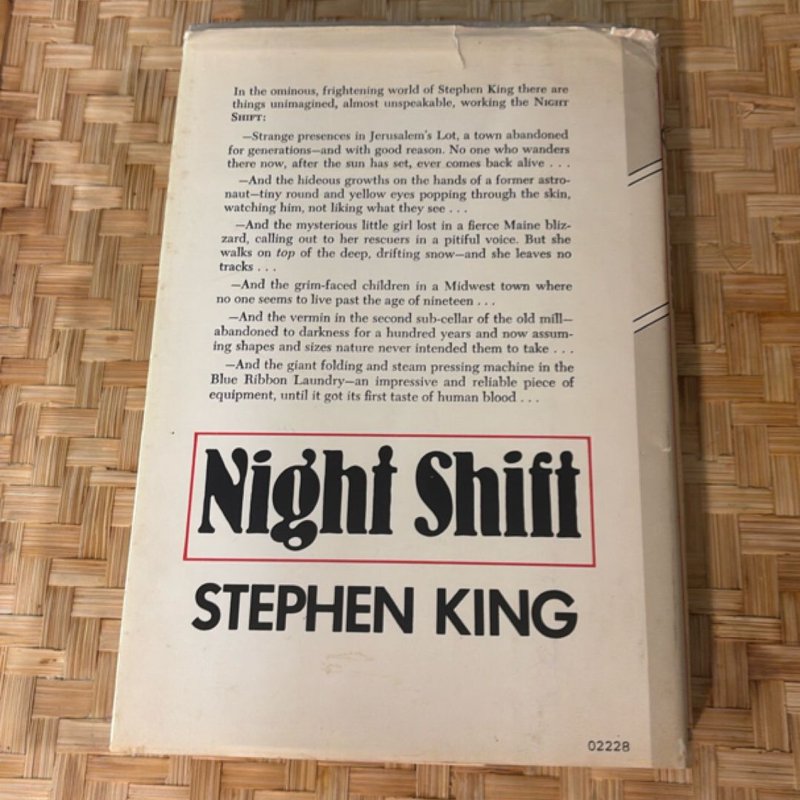 In the ominous, frightening world of Stephen King there are
things unimagined, almost unspeakable, working the NIGHT
SHIFT:
—Strange presences in Jerusalem's Lot, a town abandoned
for generations—and with good reason. No one who wanders
there now, after the sun has set, ever comes back alive . . .
—And the hideous growths on the hands of a former astro-
naut—tiny round and yellow eyes popping through the skin,
watching him, not liking what they see . . .
—And the mysterious little girl lost in a fierce Maine bliz-
zard, calling out to her rescuers in a pitiful voice. But she
walks on top of the deep, drifting snow—and she leaves no
tracks . . .
—And the grim-faced children in a Midwest town where
no one seems to live past the age of nineteen . . .
—And the vermin in the second sub-cellar of the old mill—
abandoned to darkness for a hundred years and now assum-
ing shapes and sizes nature never intended them to take . . .
—And the giant folding and steam pressing machine in the
Blue Ribbon Laundry—an impressive and reliable piece of
equipment, until it got its first taste of human blood . . .
Night Shift
STEPHEN KING
02228